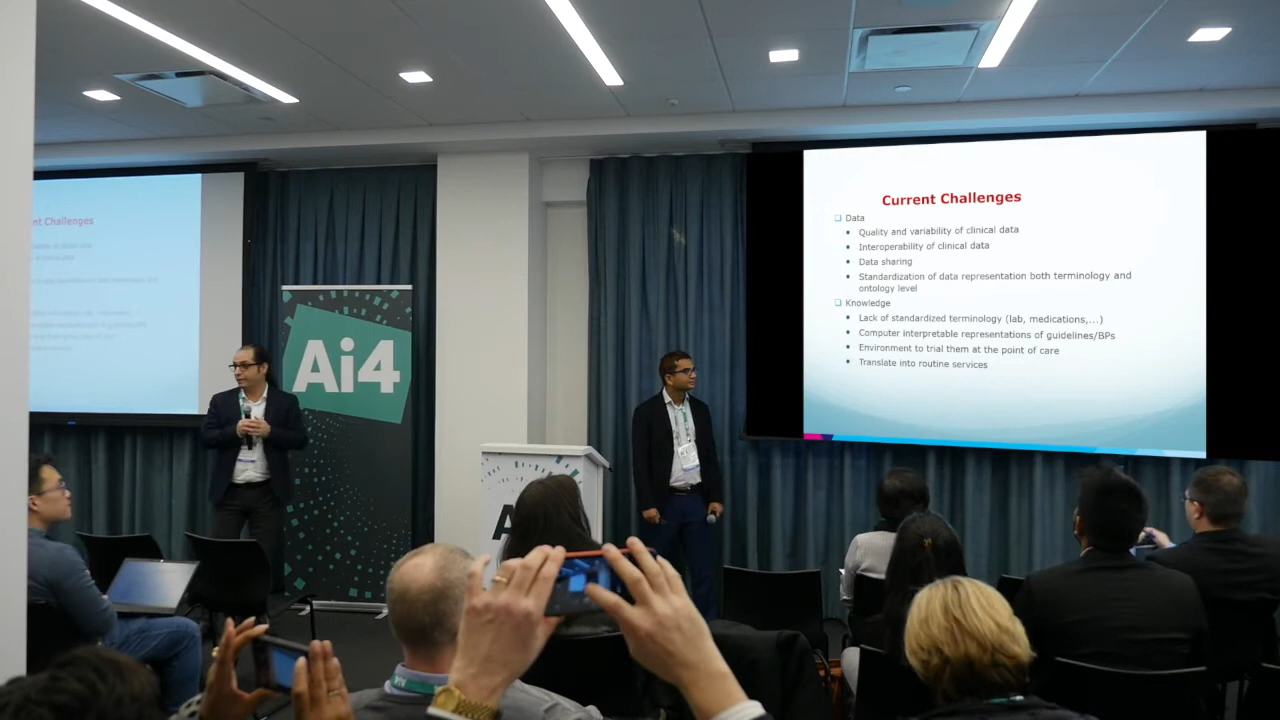 nt Challenges
Ai4
A
Current Challenges
Data
Quality and variability of clinical data
Interoperability of clinical data
Data sharing
Standardization of data representation both terminology and
ontology level
Knowledge
Lack of standardized terminology (lab, medications,...)
Computer interpretable representations of guidelines/BPs
Environment to trial them at the point of care
Translate into routine services